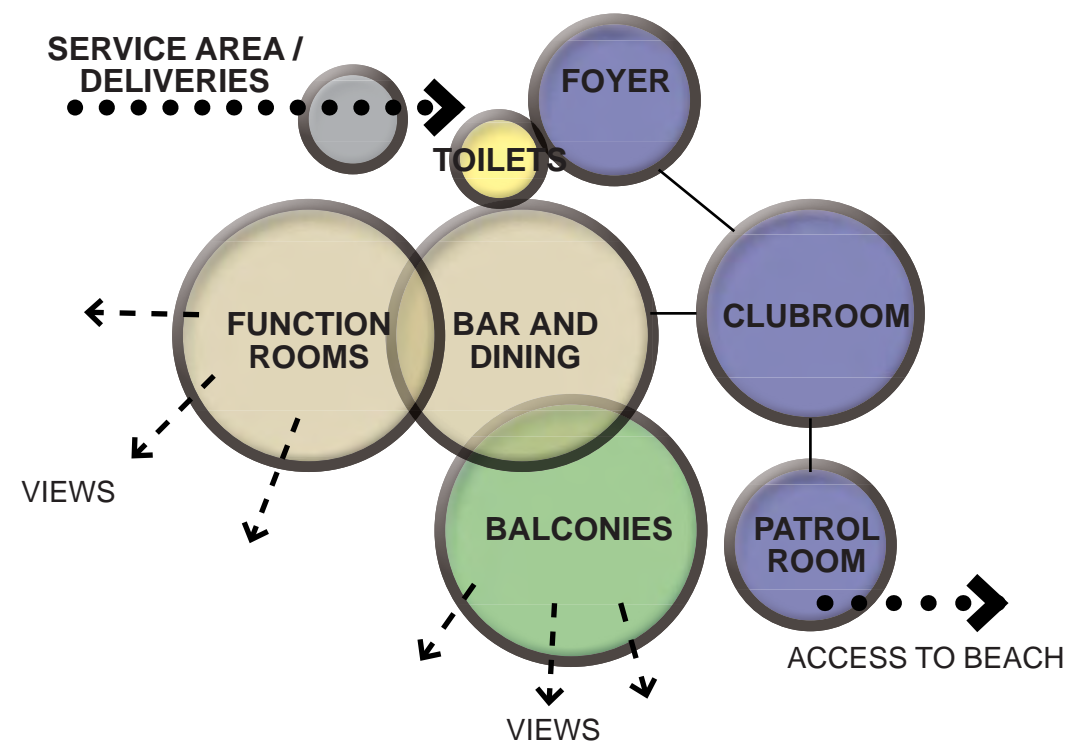 SERVICE AREA /
DELIVERIES
FOYER
TOILETS
FUNCTION
ROOMS
BAR AND
DINING
CLUBROOM
VIEWS
BALCONIES
PATROL
ROOM
ACCESS TO BEACH
VIEWS